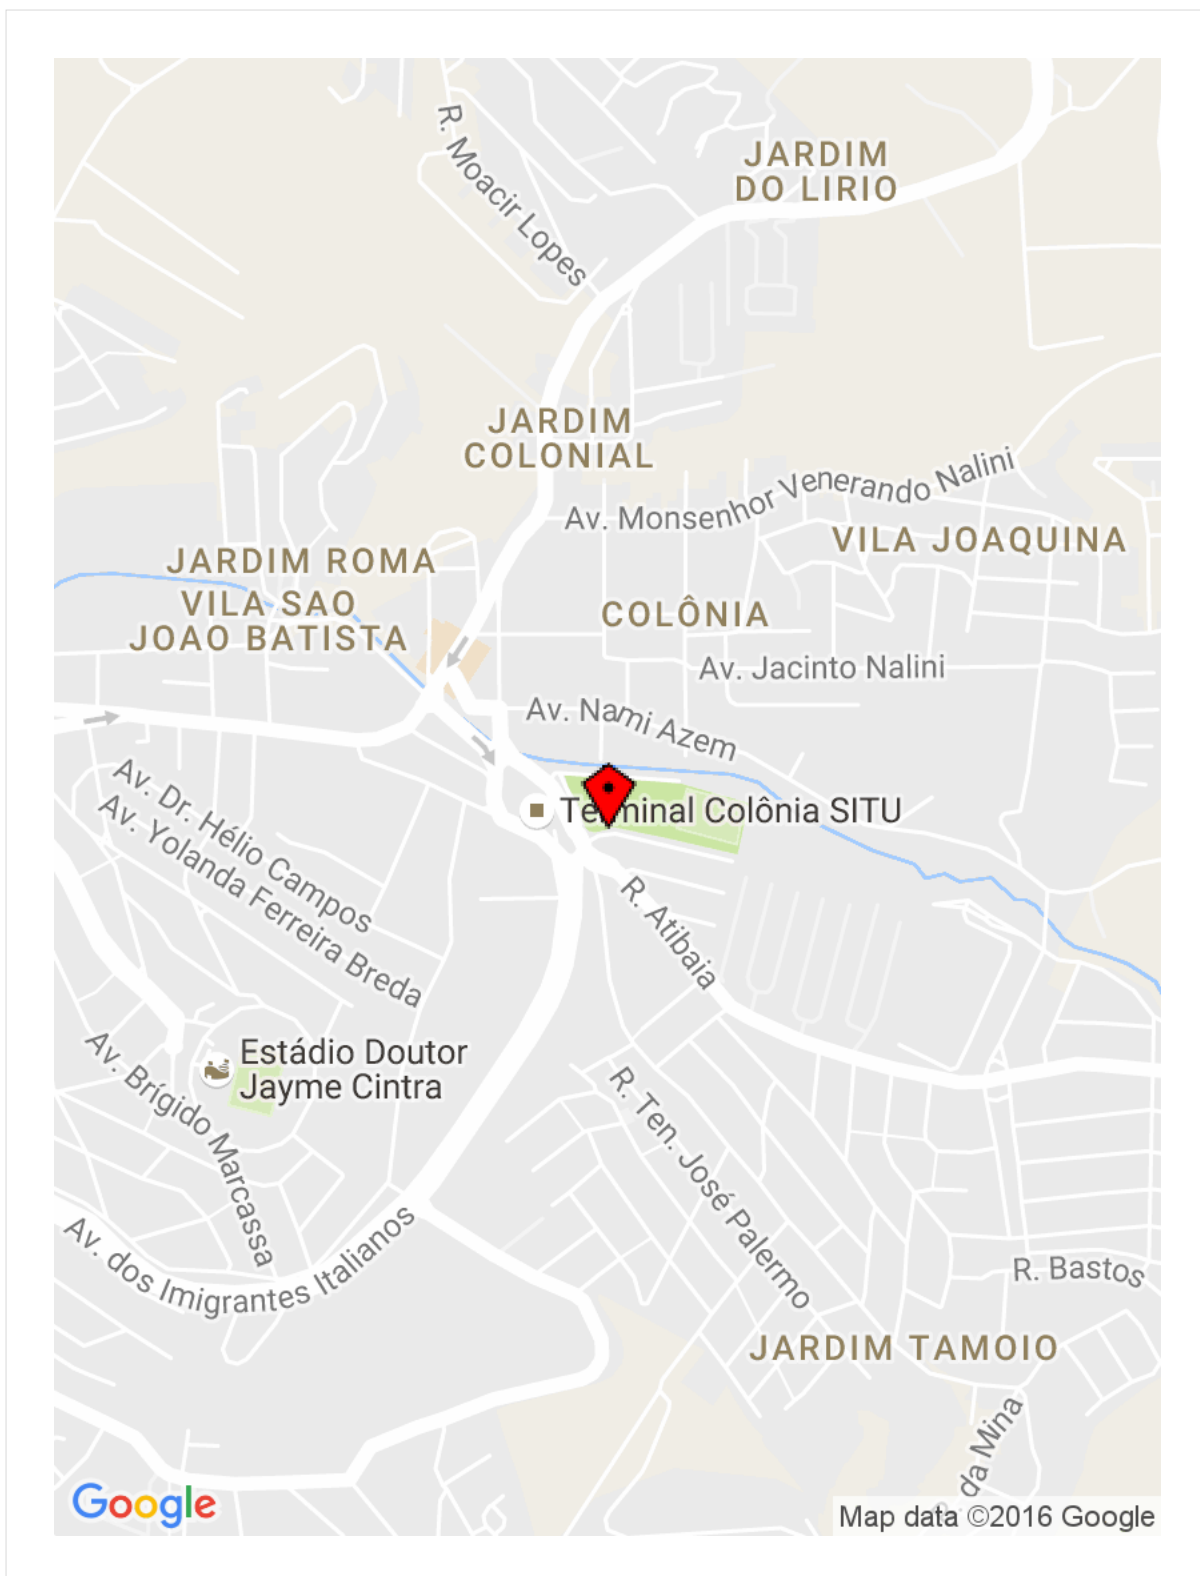 R. Moacir Lopes
JARDIM
DO LIRIO
JARDIM
COLONIAL
Av. Monsenhor Venerando Nalini
VILA JOAQUINA
JARDIM ROMA
VILA SAO
JOAO BATISTA
COLÔNIA
Av. Jacinto Nalini
Av. Nami Azem
Av. Dr. Hélio Campos
Av. Yolanda Ferreira Breda
Terminal Colônia SITU
R. Atibaia
Estádio Doutor
Jayme Cintra
Av. Brígido Marcassa
R. Ten. José Palermo
Av. dos Imigrantes Italianos
R. Bastos
JARDIM TAMOIO
da Mina
Google
Map data ©2016 Google